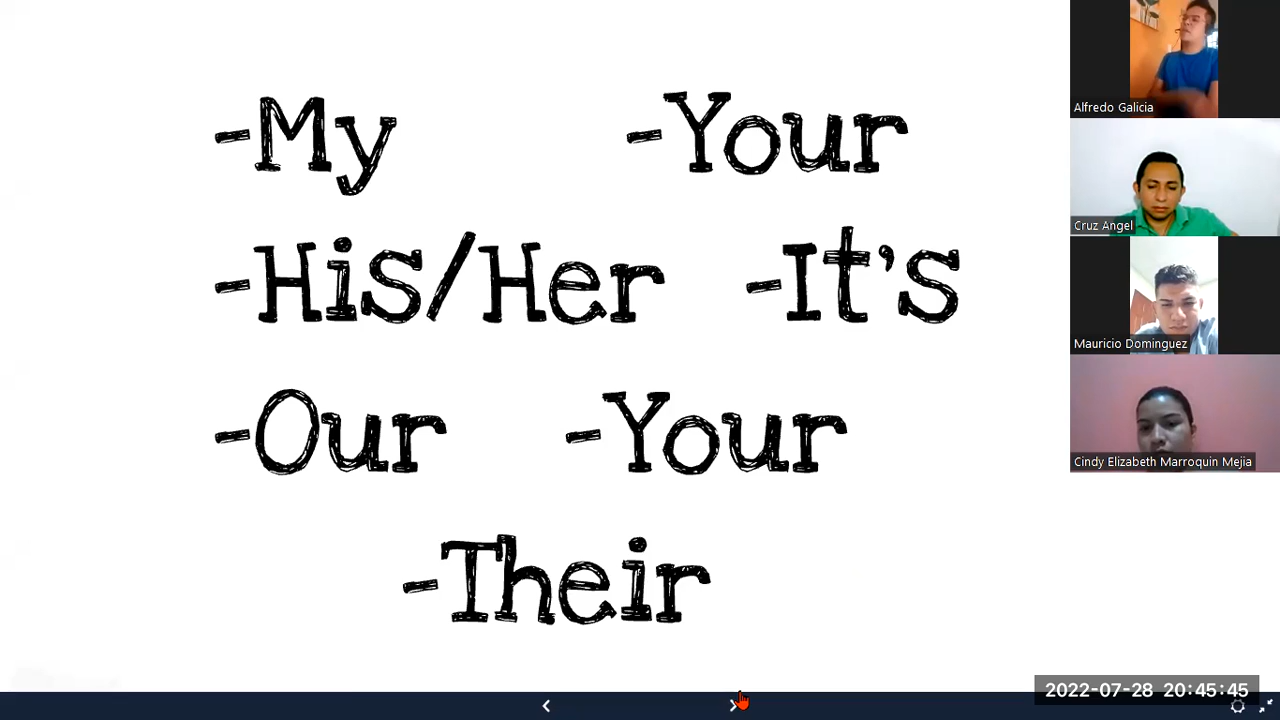 -My -Your
-His/Her -It's
-Our -Your
-Their
Alfredo Galicia
Cruz Angel
Mauricio Dominguez
Cindy Elizabeth Marroquin Mejia
2022-07-28 20:45:45